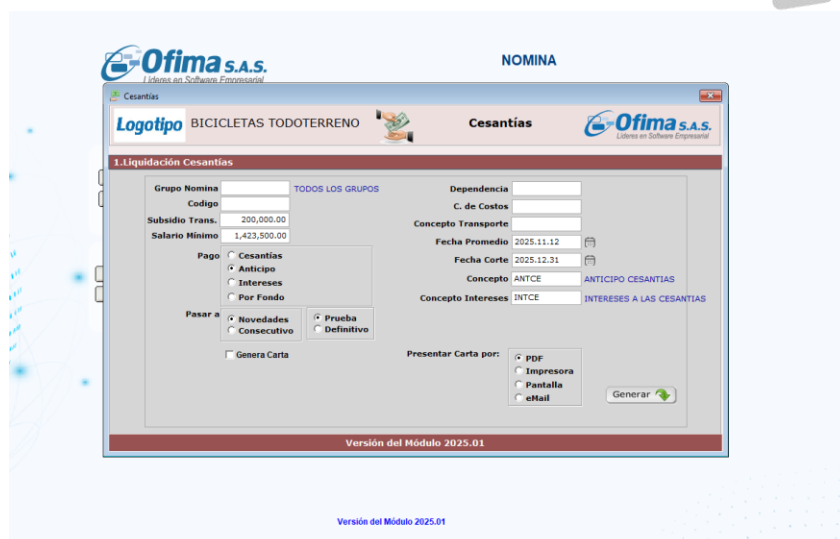 Ofima S.A.S.
Líderes en Software Empresarial
NOMINA
Cesantías
Logotipo BICICLETAS TODOTERRENO Cesantías Ofima S.A.S.
Líderes en Software Empresarial
1.Liquidación Cesantías
Grupo Nomina TODOS LOS GRUPOS
Codigo
Subsidio Trans. 200,000.00
Salario Mínimo 1,423,500.00
Pago
Cesantías
Anticipo
Intereses
Por Fondo
Pasar a
Novedades
Consecutivo
Prueba
Definitivo
Genera Carta
Dependencia
C. de Costos
Concepto Transporte
Fecha Promedio 2025.11.12
Fecha Corte 2025.12.31
Concepto ANTCE ANTICIPO CESANTIAS
Concepto Intereses INTCE INTERESES A LAS CESANTIAS
Presentar Carta por:
PDF
Impresora
Pantalla
eMail
Generar
Versión del Módulo 2025.01
Versión del Módulo 2025.01